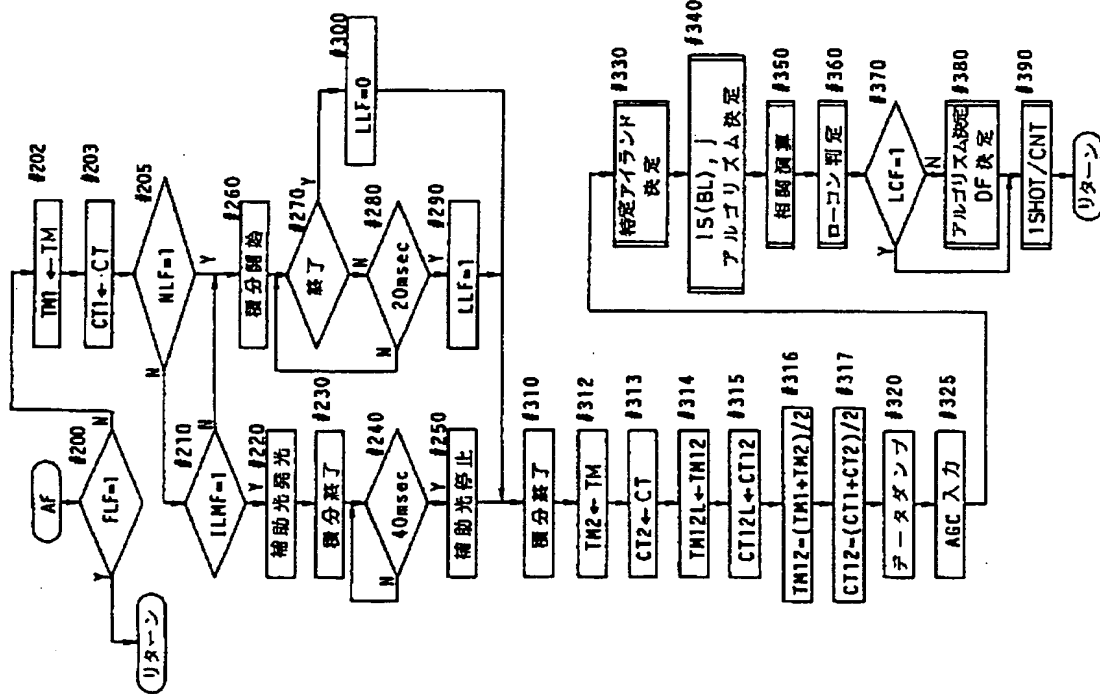 AF
#200
FLF=1
Y
N
リターン
#202
TM1←TM
#203
CT1←CT
#205
NLF=1
N
Y
#210
ILMF=1
N
Y
#220
補助光発光
#230
積分終了
#240
40msec
N
Y
#250
補助光停止
#260
積分開始
#270
終了
Y
N
#280
20msec
N
Y
#290
LLF=1
#300
LLF=0
#310
積分終了
#312
TM2←TM
#313
CT2←CT
#314
TM12L←TM12
#315
CT12L←CT12
#316
TM12=(TM1+TM2)/2
#317
CT12=(CT1+CT2)/2
#320
データダンプ
#325
AGC入力
#330
特定アイランド
決定
#340
IS(BL), j
アルゴリズム決定
#350
相関演算
#360
ローコン判定
#370
LCF=1
Y
N
#380
アルゴリズム決定
DF決定
#390
1SHOT/CNT
リターン